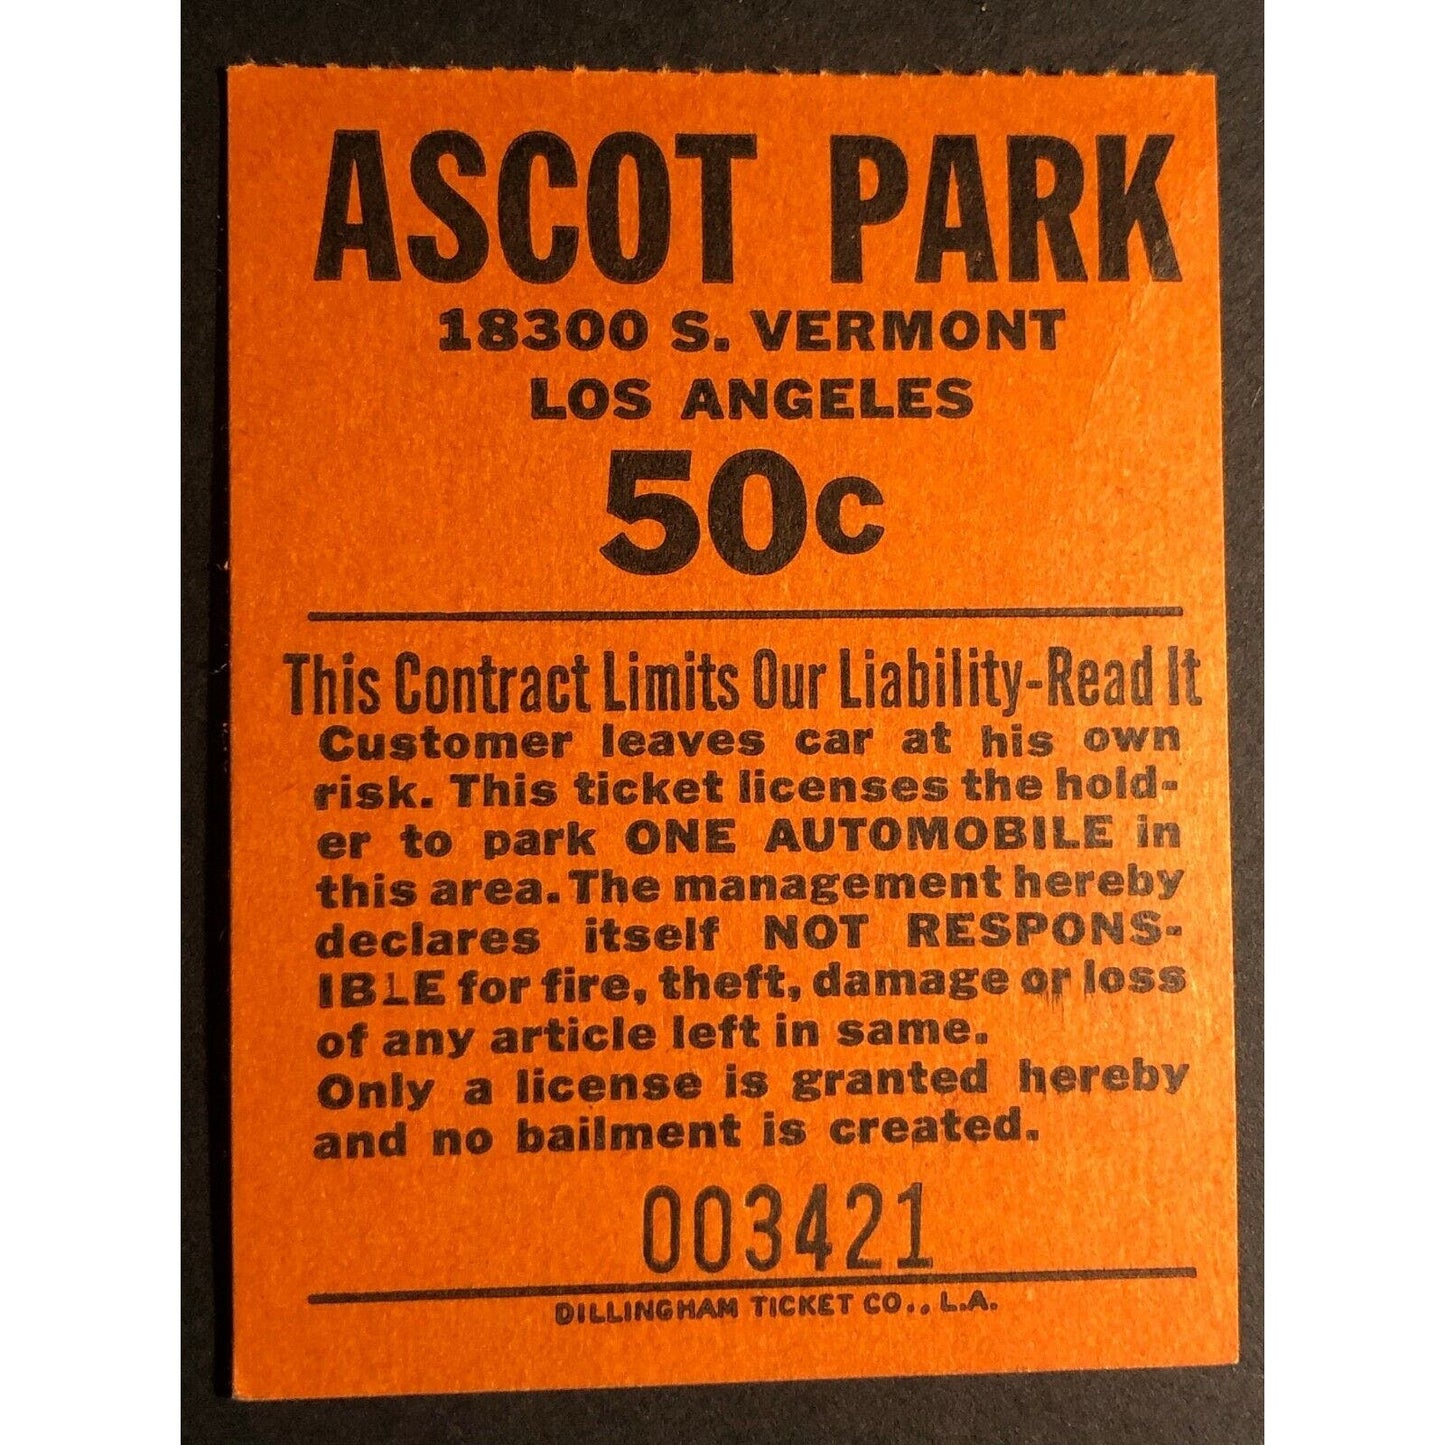 ASCOT PARK
18300 S. VERMONT
LOS ANGELES
50c
This Contract Limits Our Liability-Read It
Customer leaves car at his own
risk. This ticket licenses the hold-
er to park ONE AUTOMOBILE in
this area. The management hereby
declares itself NOT RESPONS-
IBLE for fire, theft, damage or loss
of any article left in same.
Only a license is granted hereby
and no bailment is created.
003421
DILLINGHAM TICKET CO., L.A.